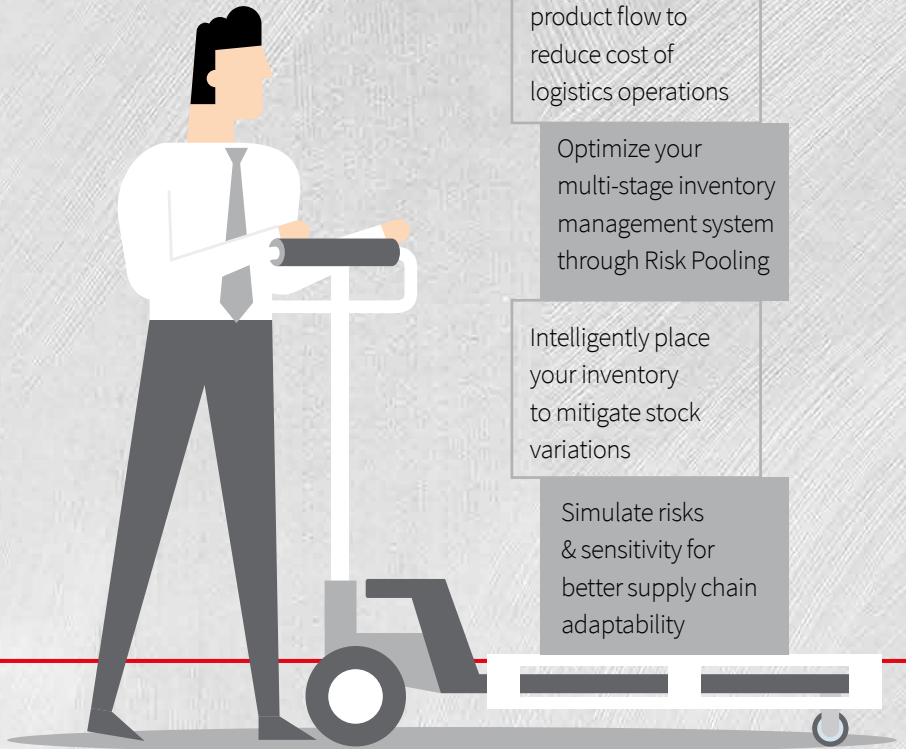 product flow to
reduce cost of
logistics operations
Optimize your
multi-stage inventory
management system
through Risk Pooling
Intelligently place
your inventory
to mitigate stock
variations
Simulate risks
& sensitivity for
better supply chain
adaptability